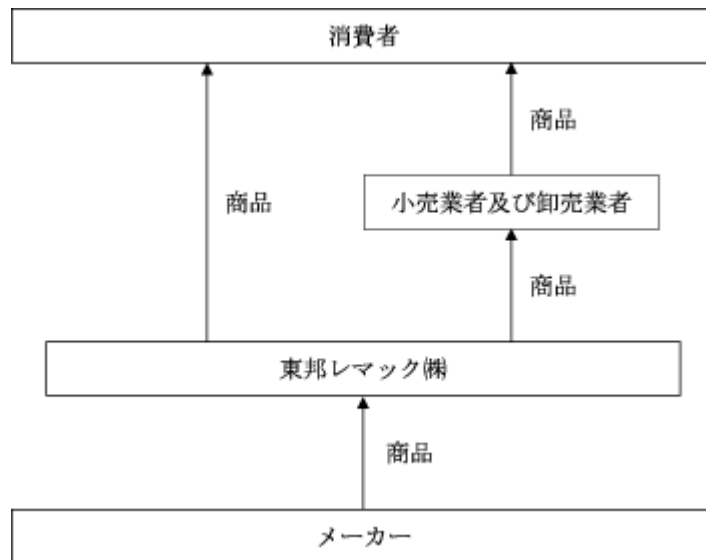 消費者
商品
商品
小売業者及び卸売業者
商品
東邦レマック㈱
商品
メーカー